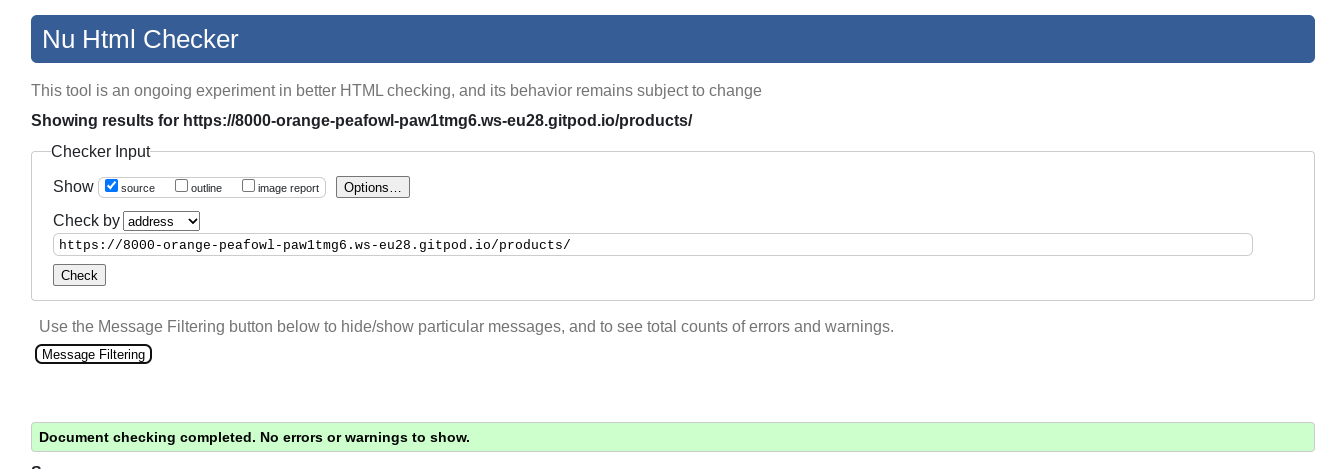 Nu Html Checker
This tool is an ongoing experiment in better HTML checking, and its behavior remains subject to change
Showing results for https://8000-orange-peafowl-paw1tmg6.ws-eu28.gitpod.io/products/
Checker Input
Show source outline image report Options...
Check by address
https://8000-orange-peafowl-paw1tmg6.ws-eu28.gitpod.io/products/
Check
Use the Message Filtering button below to hide/show particular messages, and to see total counts of errors and warnings.
Message Filtering
Document checking completed. No errors or warnings to show.